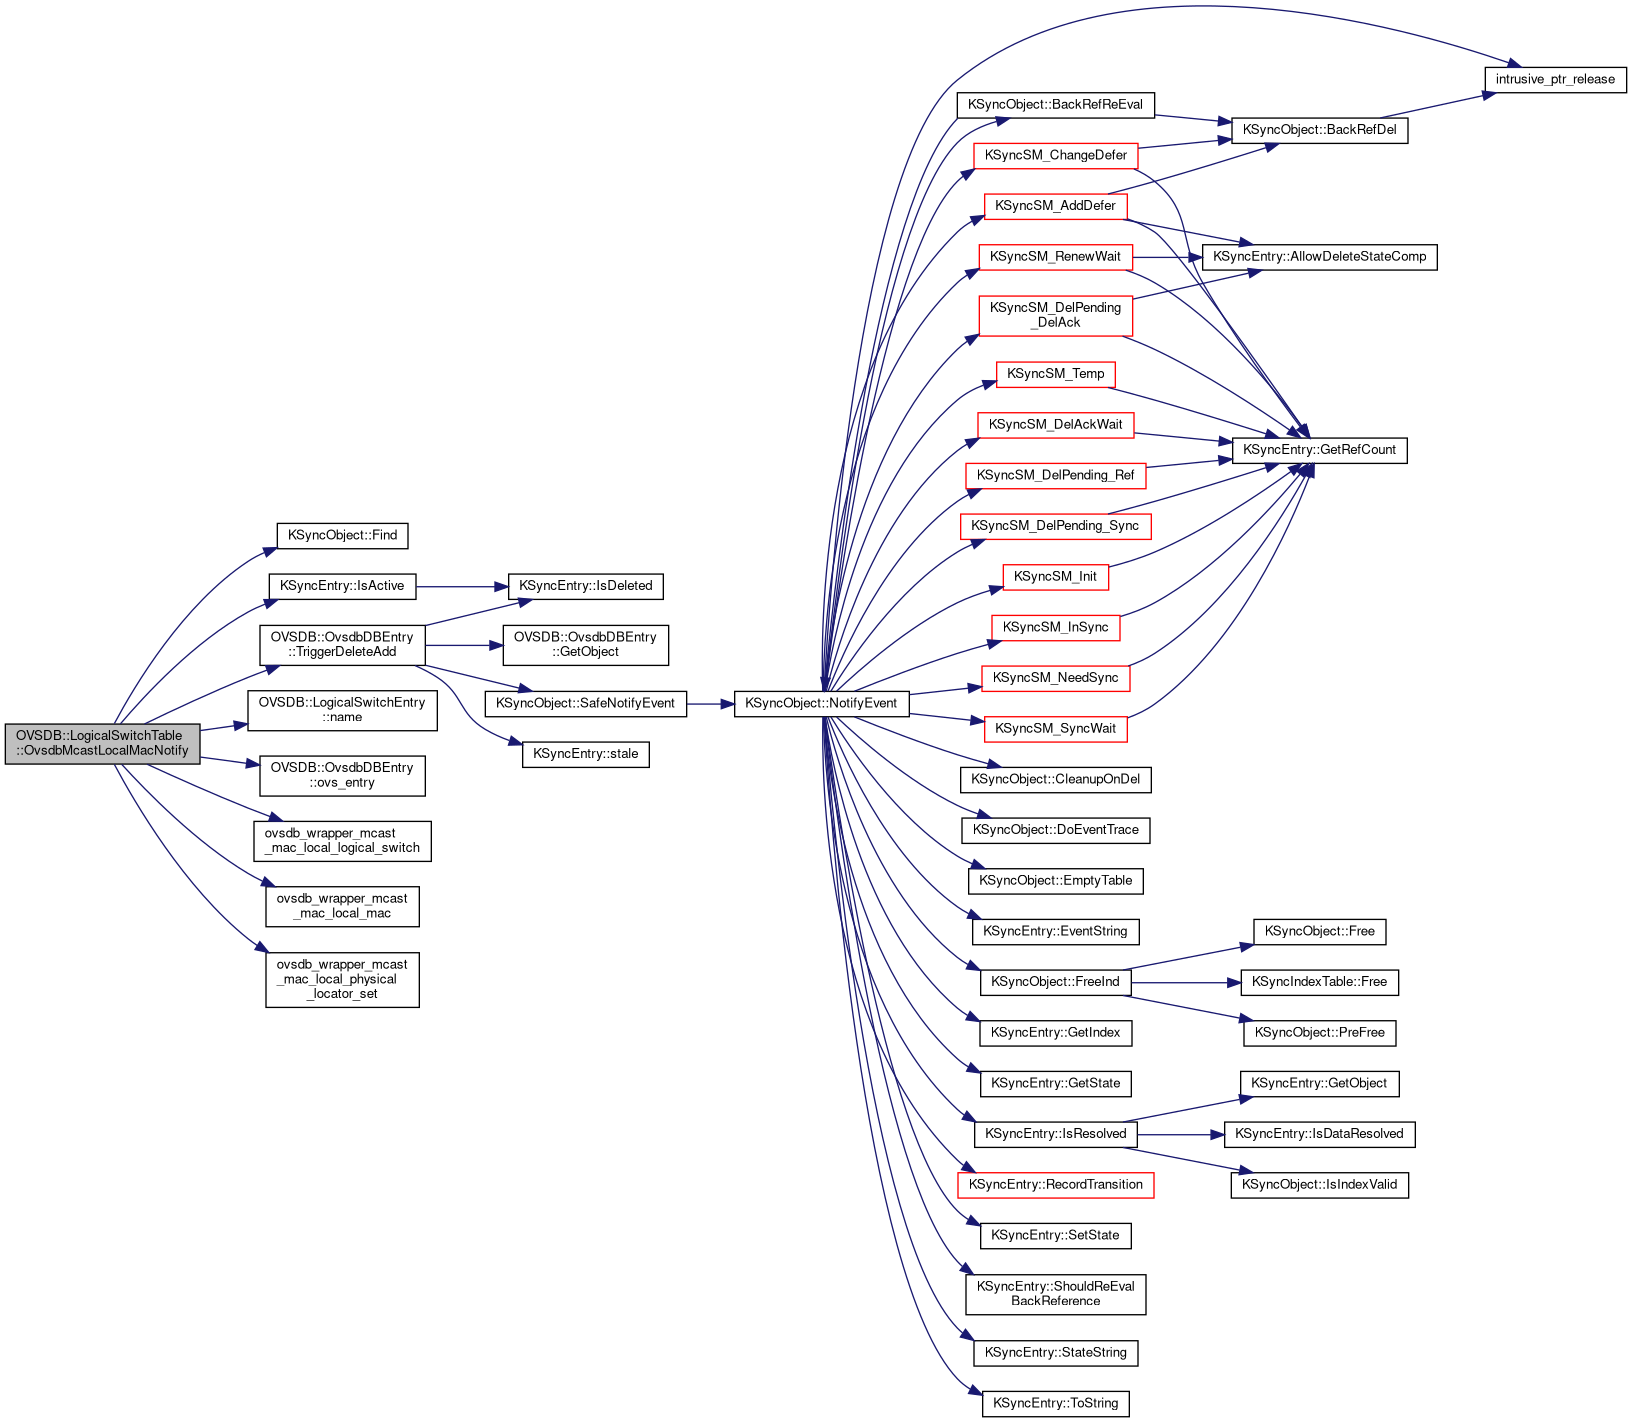 OVSDB::LogicalSwitchTable
::OvsdbMcastLocalMacNotify
KSyncObject::Find
KSyncEntry::IsActive
OVSDB::OvsdbDBEntry
::TriggerDeleteAdd
OVSDB::LogicalSwitchEntry
::name
OVSDB::OvsdbDBEntry
::ovs_entry
ovsdb_wrapper_mcast
_mac_local_logical_switch
ovsdb_wrapper_mcast
_mac_local_mac
ovsdb_wrapper_mcast
_mac_local_physical
_locator_set
KSyncEntry::IsDeleted
OVSDB::OvsdbDBEntry
::GetObject
KSyncObject::SafeNotifyEvent
KSyncEntry::stale
KSyncObject::NotifyEvent
KSyncObject::BackRefReEval
KSyncSM_ChangeDefer
KSyncSM_AddDefer
KSyncSM_RenewWait
KSyncSM_DelPending
_DelAck
KSyncSM_Temp
KSyncSM_DelAckWait
KSyncSM_DelPending_Ref
KSyncSM_DelPending_Sync
KSyncSM_Init
KSyncSM_InSync
KSyncSM_NeedSync
KSyncSM_SyncWait
KSyncObject::CleanupOnDel
KSyncObject::DoEventTrace
KSyncObject::EmptyTable
KSyncEntry::EventString
KSyncObject::FreeInd
KSyncEntry::GetIndex
KSyncEntry::GetState
KSyncEntry::IsResolved
KSyncEntry::RecordTransition
KSyncEntry::SetState
KSyncEntry::ShouldReEval
BackReference
KSyncEntry::StateString
KSyncEntry::ToString
intrusive_ptr_release
KSyncObject::BackRefDel
KSyncEntry::AllowDeleteStateComp
KSyncEntry::GetRefCount
KSyncObject::Free
KSyncIndexTable::Free
KSyncObject::PreFree
KSyncEntry::GetObject
KSyncEntry::IsDataResolved
KSyncObject::IsIndexValid